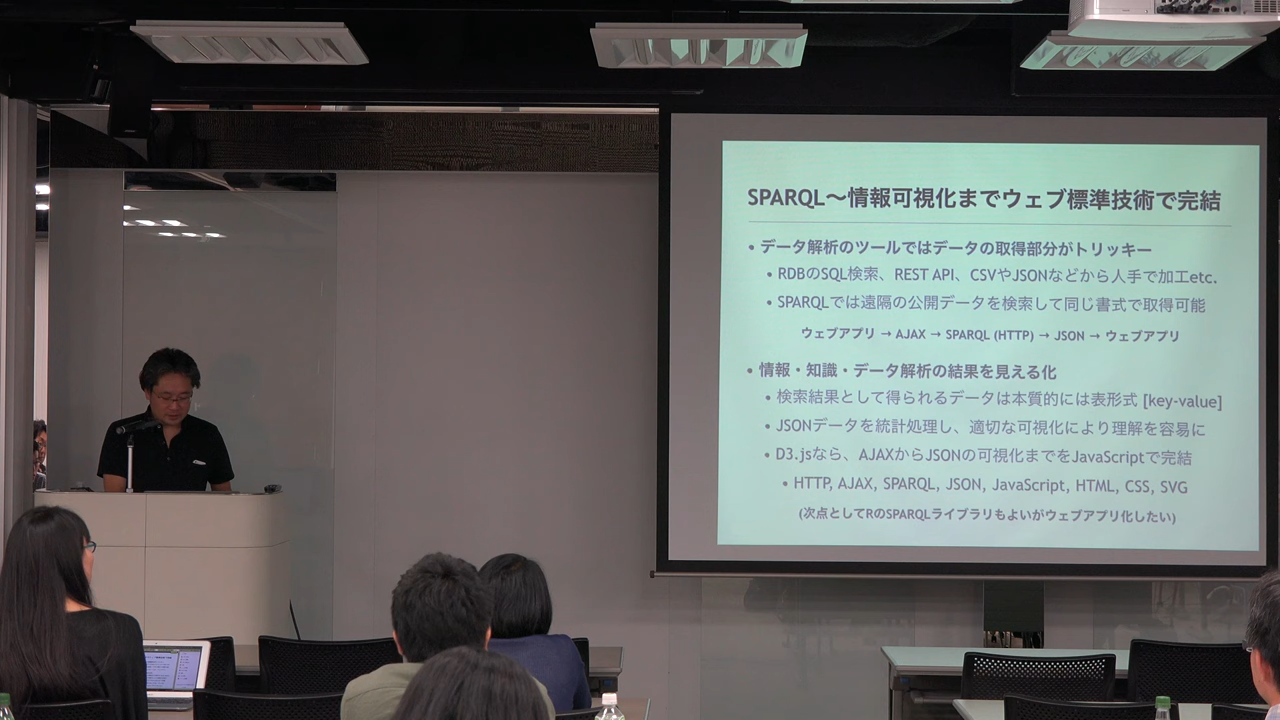 SPARQL～情報可視化までウェブ標準技術で完結
• データ解析のツールではデータの取得部分がトリッキー
• RDBのSQL検索、REST API、CSVやJSONなどから人手で加工etc.
• SPARQLでは遠隔の公開データを検索して同じ書式で取得可能
ウェブアプリ → AJAX → SPARQL (HTTP) → JSON → ウェブアプリ
• 情報・知識・データ解析の結果を見える化
• 検索結果として得られるデータは本質的には表形式 [key-value]
• JSONデータを統計処理し、適切な可視化により理解を容易に
• D3.jsなら、AJAXからJSONの可視化までをJavaScriptで完結
• HTTP, AJAX, SPARQL, JSON, JavaScript, HTML, CSS, SVG
(次点としてRのSPARQLライブラリもよいがウェブアプリ化したい)